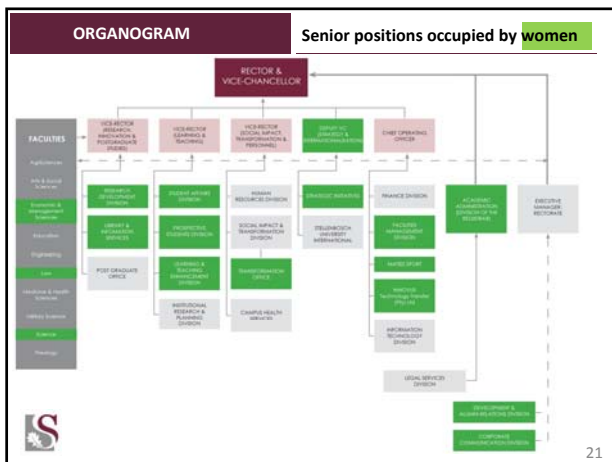 ORGANOGRAM
Senior positions occupied by women
RECTOR &
VICE-CHANCELLOR
FACULTIES
AgriSciences
Arts & Social
Sciences
Economic &
Management
Sciences
Education
Engineering
Law
Medicine & Health
Sciences
Military Science
Science
Theology
VICE-RECTOR
(RESEARCH,
INNOVATION &
POSTGRADUATE
STUDIES)
RESEARCH
DEVELOPMENT DIVISION
LIBRARY &
INFORMATION
SERVICES
POST GRADUATE
OFFICE
VICE-RECTOR
(LEARNING &
TEACHING)
STUDENT AFFAIRS
DIVISION
PROSPECTIVE
STUDENTS DIVISION
LEARNING &
TEACHING
ENHANCEMENT
DIVISION
INSTITUTIONAL
RESEARCH &
PLANNING
DIVISION
VICE-RECTOR
(SOCIAL IMPACT,
TRANSFORMATION &
PERSONNEL)
HUMAN
RESOURCES DIVISION
SOCIAL IMPACT &
TRANSFORMATION
DIVISION
TRANSFORMATION
OFFICE
CAMPUS HEALTH
SERVICES
DEPUTY VC
(STRATEGY &
INTERNATIONALISATION)
STRATEGIC INITIATIVES
STELLENBOSCH
UNIVERSITY
INTERNATIONAL
CHIEF OPERATING
OFFICER
FINANCE DIVISION
FACILITIES
MANAGEMENT
DIVISION
MATIES SPORT
INNOVUS
Technology Transfer
(Pty) Ltd
INFORMATION
TECHNOLOGY
DIVISION
ACADEMIC
ADMINISTRATION
(DIVISION OF THE
REGISTRAR)
EXECUTIVE
MANAGER:
RECTORATE
LEGAL SERVICES
DIVISION
DEVELOPMENT &
ALUMNI RELATIONS DIVISION
CORPORATE
COMMUNICATION DIVISION
S
21